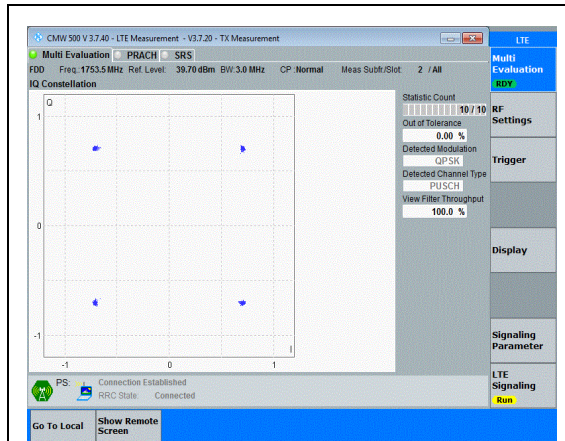 CMW 500 V 3.7.40 - LTE Measurement - V3.7.20 - TX Measurement
LTE
Multi Evaluation PRACH SRS
Multi
Evaluation
RDY
FDD Freq.:1753.5 MHz Ref. Level: 39.70 dBm BW:3.0 MHz CP :Normal Meas Subfr./Slot: 2 / All
IQ Constellation
Q
1
0
-1
-1
0
1
I
Statistic Count
10 / 10
Out of Tolerance
0.00 %
Detected Modulation
QPSK
Detected Channel Type
PUSCH
View Filter Throughput
100.0 %
RF
Settings
Trigger
Display
Signaling
Parameter
LTE
Signaling
Run
PS: Connection Established
RRC State: Connected
Go To Local
Show Remote
Screen